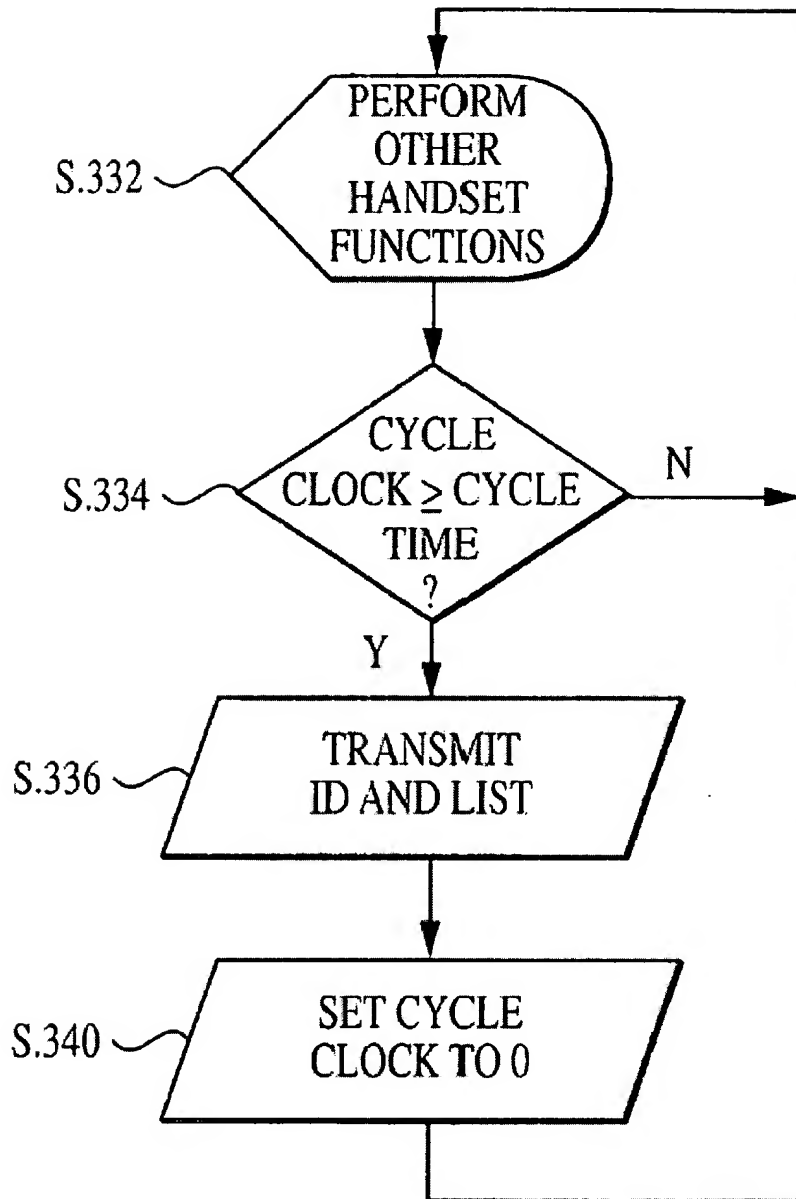 PERFORM
OTHER
HANDSET
FUNCTIONS
S.332
CYCLE
CLOCK ≥ CYCLE
TIME
?
S.334
N
Y
TRANSMIT
ID AND LIST
S.336
SET CYCLE
CLOCK TO 0
S.340